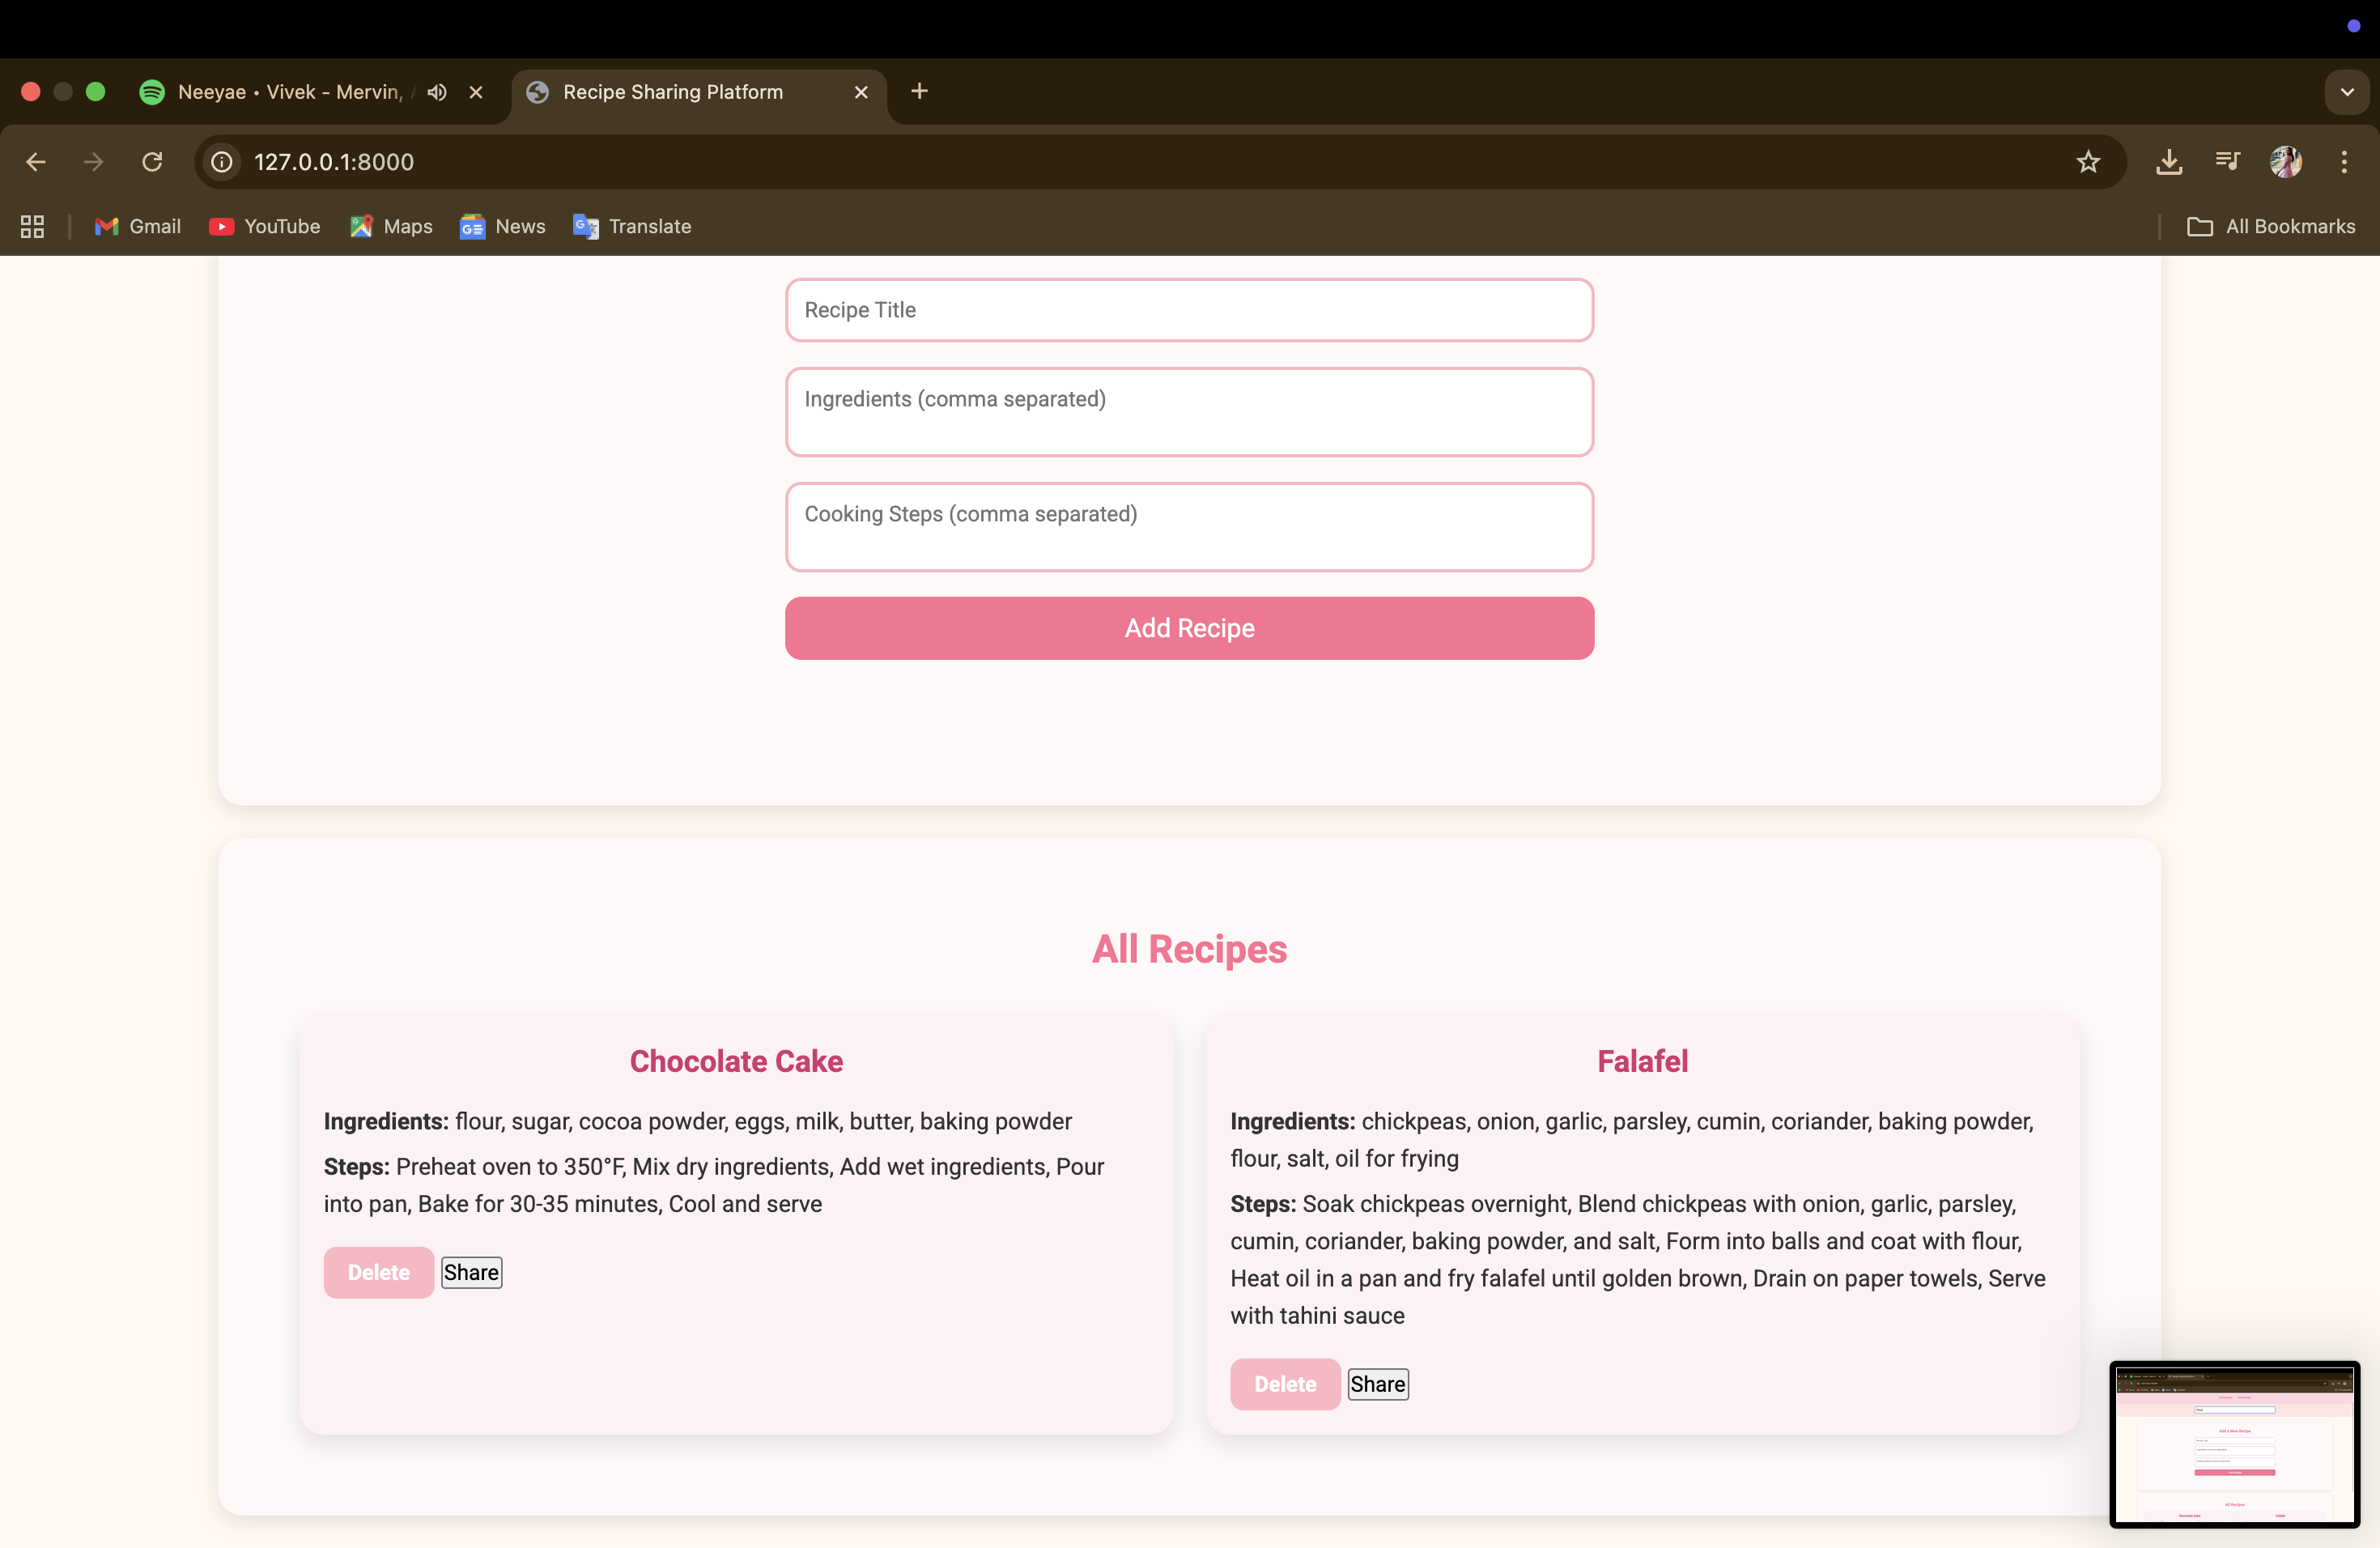 Neeyae • Vivek - Mervin,
Recipe Sharing Platform
127.0.0.1:8000
Gmail
YouTube
Maps
News
Translate
All Bookmarks
Recipe Title
Ingredients (comma separated)
Cooking Steps (comma separated)
Add Recipe
All Recipes
Chocolate Cake
Ingredients: flour, sugar, cocoa powder, eggs, milk, butter, baking powder
Steps: Preheat oven to 350°F, Mix dry ingredients, Add wet ingredients, Pour
into pan, Bake for 30-35 minutes, Cool and serve
Delete
Share
Falafel
Ingredients: chickpeas, onion, garlic, parsley, cumin, coriander, baking powder,
flour, salt, oil for frying
Steps: Soak chickpeas overnight, Blend chickpeas with onion, garlic, parsley,
cumin, coriander, baking powder, and salt, Form into balls and coat with flour,
Heat oil in a pan and fry falafel until golden brown, Drain on paper towels, Serve
with tahini sauce
Delete
Share
Add a New Recipe
All Recipes